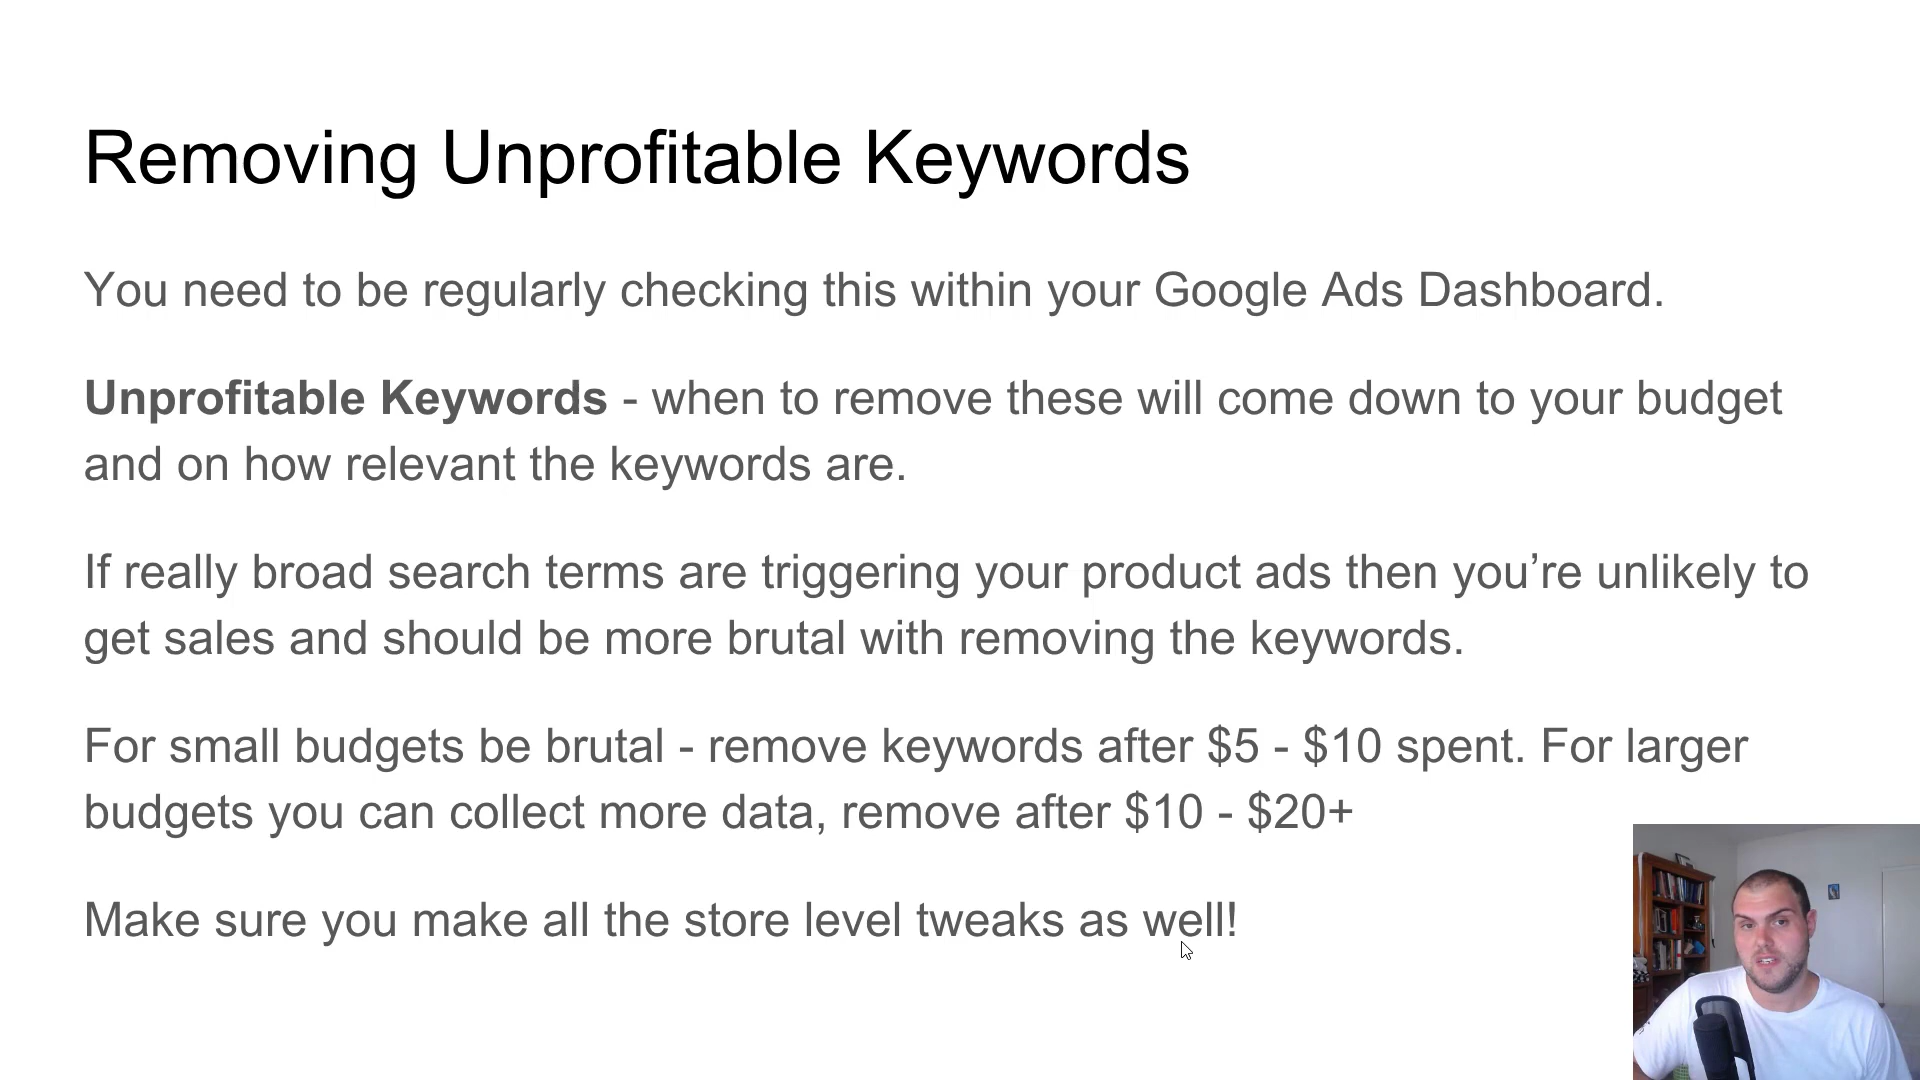 Removing Unprofitable Keywords
You need to be regularly checking this within your Google Ads Dashboard.
Unprofitable Keywords - when to remove these will come down to your budget
and on how relevant the keywords are.
If really broad search terms are triggering your product ads then you’re unlikely to
get sales and should be more brutal with removing the keywords.
For small budgets be brutal - remove keywords after $5 - $10 spent. For larger
budgets you can collect more data, remove after $10 - $20+
Make sure you make all the store level tweaks as well!